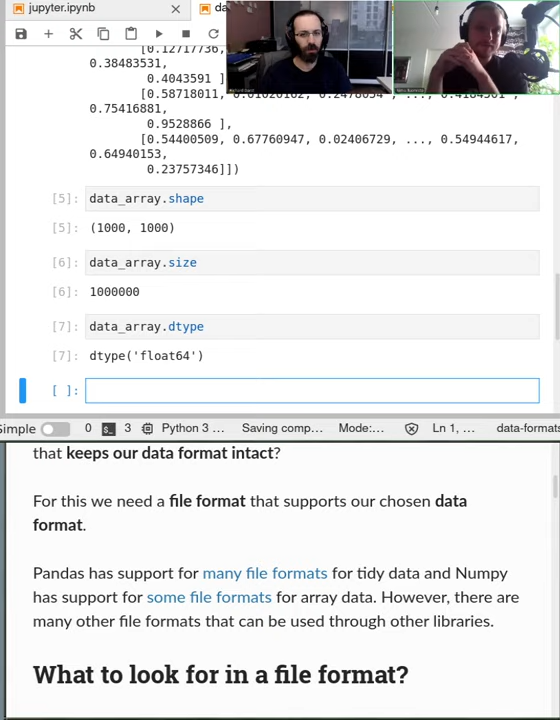 jupyter.ipynb
da
[0.12717736,
0.38483531,
0.4043591 ]
[0.58718011,
0.75416881,
0.9528866 ],
[0.54400509, 0.67760947, 0.02406729, ..., 0.54944617,
0.64940153,
0.23757346]])
[5]: data_array.shape
[5]: (1000, 1000)
[6]: data_array.size
[6]: 1000000
[7]: data_array.dtype
[7]: dtype('float64')
[ ]:
Simple 0 3 Python 3 ... Saving comp... Mode:... Ln 1, ... data-formats
that keeps our data format intact?
For this we need a file format that supports our chosen data
format.
Pandas has support for many file formats for tidy data and Numpy
has support for some file formats for array data. However, there are
many other file formats that can be used through other libraries.
What to look for in a file format?